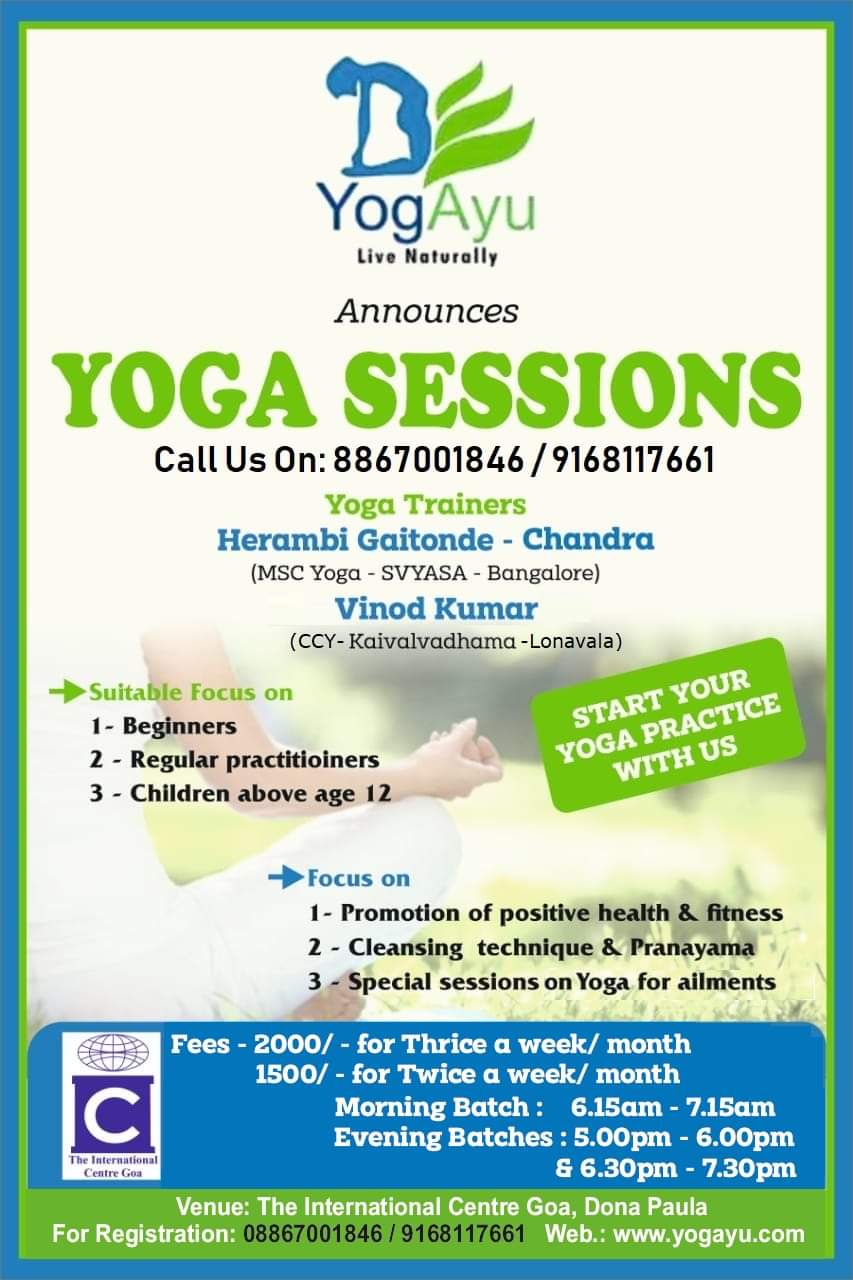 YogAyu
Live Naturally
Announces
YOGA SESSIONS
Call Us On: 8867001846 / 9168117661
Yoga Trainers
Herambi Gaitonde - Chandra
(MSC Yoga - SVYASA - Bangalore)
Vinod Kumar
(CCY- Kaivalvadhama -Lonavala)
Suitable Focus on
1- Beginners
2 - Regular practitioiners
3 - Children above age 12
START YOUR
YOGA PRACTICE
WITH US
Focus on
1- Promotion of positive health & fitness
2 - Cleansing technique & Pranayama
3 - Special sessions on Yoga for ailments
C
The International
Centre Goa
Fees - 2000/ - for Thrice a week/ month
1500/ - for Twice a week/ month
Morning Batch : 6.15am - 7.15am
Evening Batches : 5.00pm - 6.00pm
& 6.30pm - 7.30pm
Venue: The International Centre Goa, Dona Paula
For Registration: 08867001846 / 9168117661 Web.: www.yogayu.com